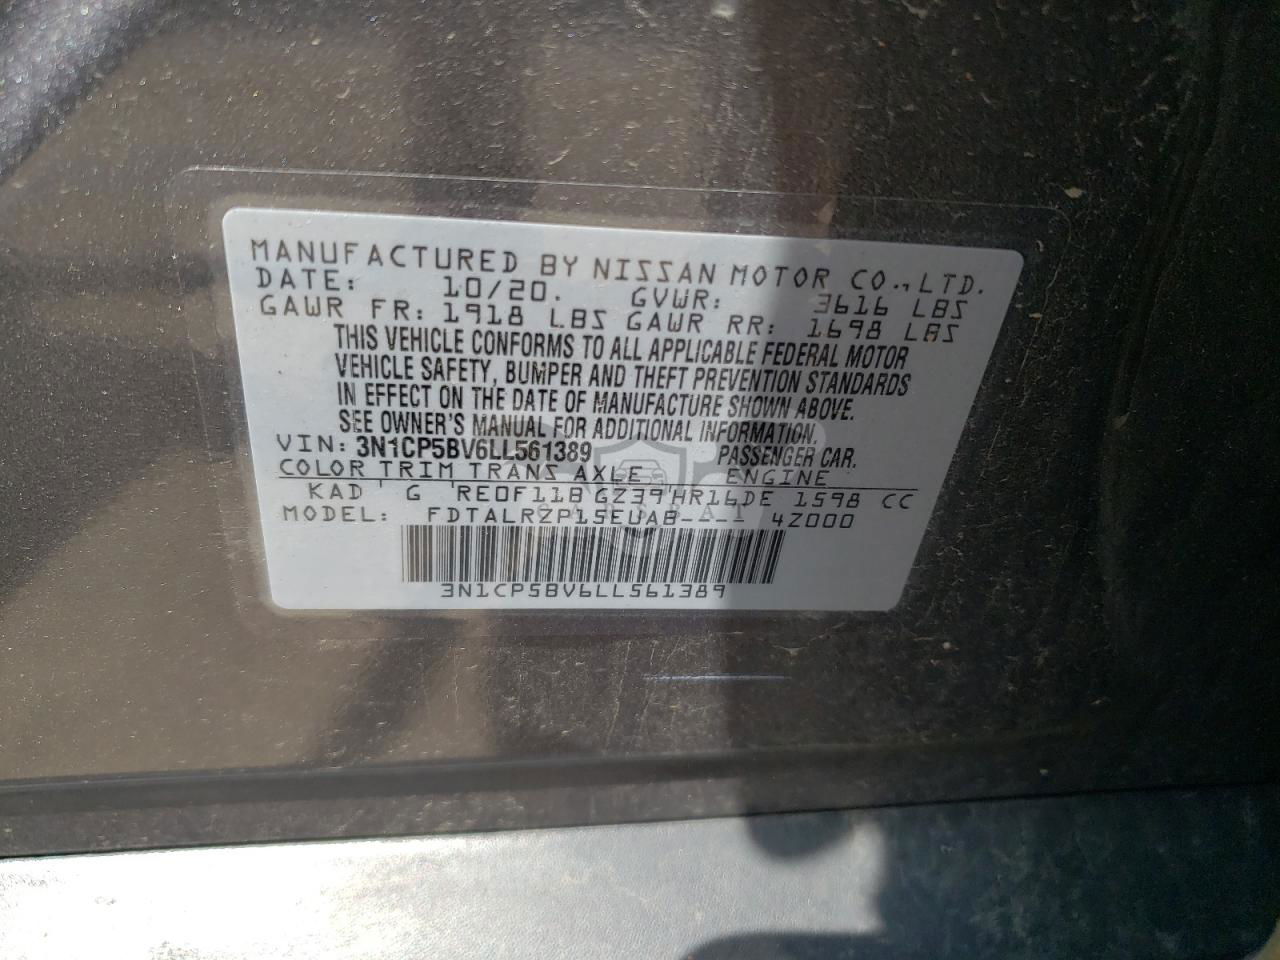 MANUFACTURED BY NISSAN MOTOR CO., LTD.
DATE: 10/20. GVWR: 3616 LBS
GAWR FR: 1918 LBS GAWR RR: 1698 LBS
THIS VEHICLE CONFORMS TO ALL APPLICABLE FEDERAL MOTOR
VEHICLE SAFETY, BUMPER AND THEFT PREVENTION STANDARDS
IN EFFECT ON THE DATE OF MANUFACTURE SHOWN ABOVE.
SEE OWNER'S MANUAL FOR ADDITIONAL INFORMATION.
VIN: 3N1CP5BV6LL561389 PASSENGER CAR.
COLOR TRIM TRANS AXLE ENGINE
KAD ' G 'RE0F11B GZ39'HR16DE 1598 CC
MODEL: FDTALRZP15EUAB---- 4Z000
CARSBAT
3N1CP5BV6LL561389